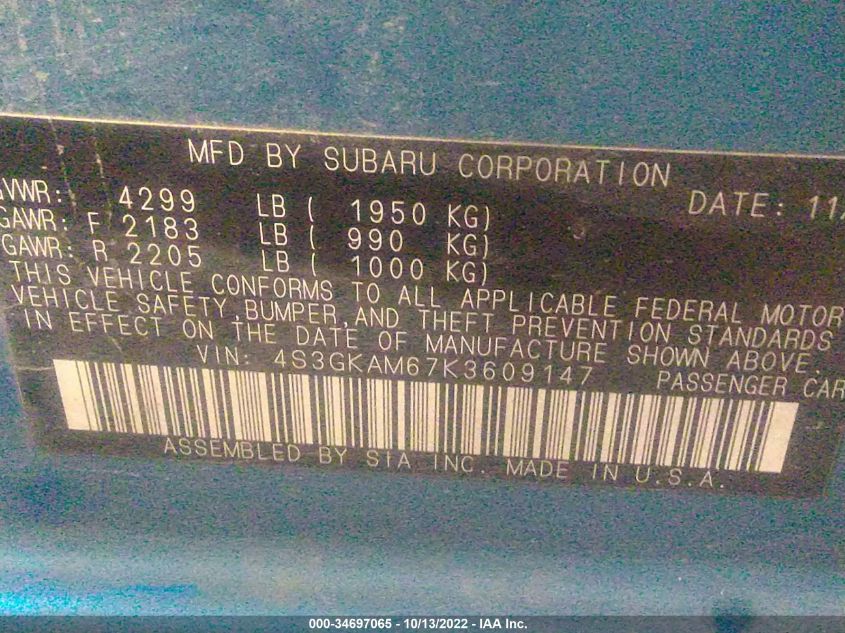 MFD BY SUBARU CORPORATION
GVWR: 4299 LB ( 1950 KG) DATE: 11/
GAWR: F 2183 LB ( 990 KG)
GAWR: R 2205 LB ( 1000 KG)
THIS VEHICLE CONFORMS TO ALL APPLICABLE FEDERAL MOTOR
VEHICLE SAFETY, BUMPER, AND THEFT PREVENTION STANDARDS
IN EFFECT ON THE DATE OF MANUFACTURE SHOWN ABOVE.
VIN: 4S3GKAM67K3609147 PASSENGER CAR
ASSEMBLED BY SIA INC. MADE IN U.S.A.
000-34697065 - 10/13/2022 - IAA Inc.